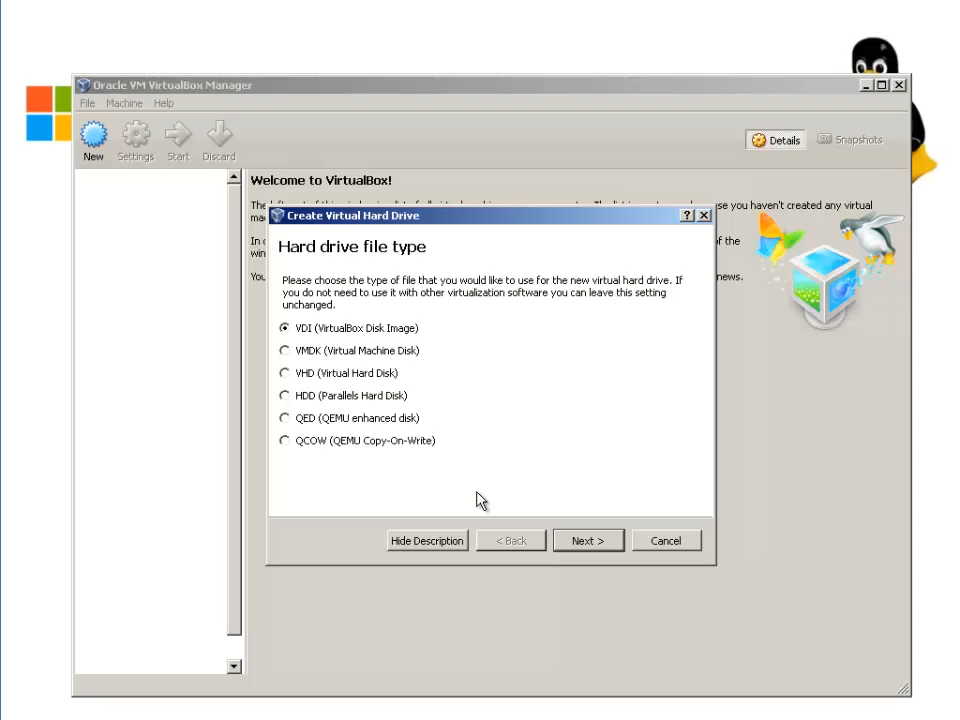 Oracle VM VirtualBox Manager
File Machine Help
New Settings Start Discard
Details Snapshots
Welcome to VirtualBox!
The
use you haven't created any virtual
of the
You
news.
Create Virtual Hard Drive
Hard drive file type
Please choose the type of file that you would like to use for the new virtual hard drive. If
you do not need to use it with other virtualization software you can leave this setting
unchanged.
VDI (VirtualBox Disk Image)
VMDK (Virtual Machine Disk)
VHD (Virtual Hard Disk)
HDD (Parallels Hard Disk)
QED (QEMU enhanced disk)
QCOW (QEMU Copy-On-Write)
Hide Description < Back Next > Cancel